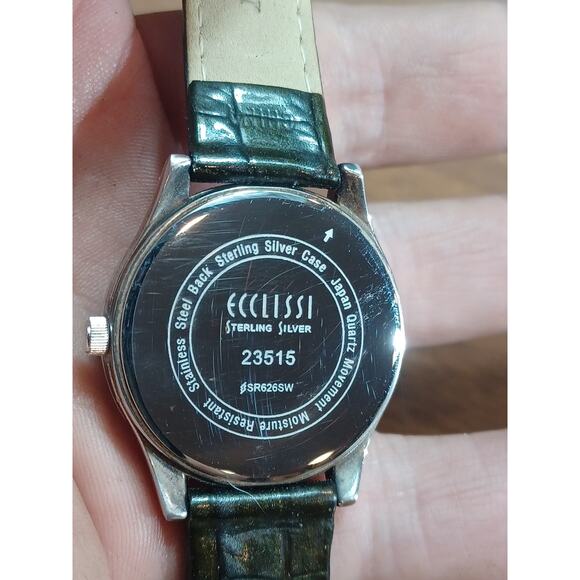 Stainless Steel Back Sterling Silver Case Japan Quartz Movement Moisture Resistant
ECCLISSI
STERLING SILVER
23515
SR626SW